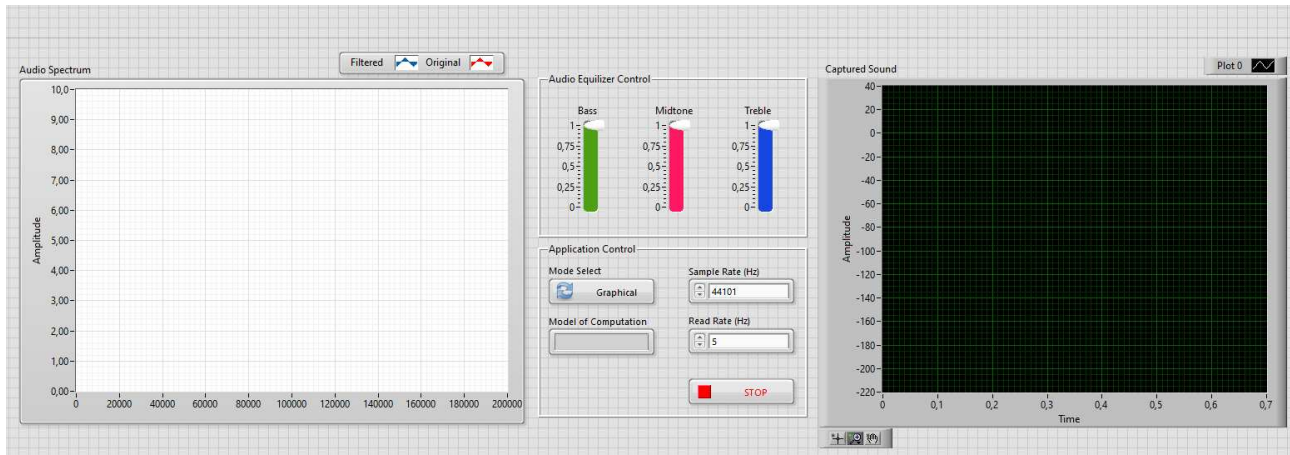 Audio Spectrum
Filtered Original
10,0
9,00
8,00
7,00
6,00
5,00
4,00
3,00
2,00
1,00
0,00
Amplitude
0 20000 40000 60000 80000 100000 120000 140000 160000 180000 200000
Audio Equilizer Control
Bass Midtone Treble
1 1 1
0,75 0,75 0,75
0,5 0,5 0,5
0,25 0,25 0,25
0 0 0
Application Control
Mode Select Sample Rate (Hz)
Graphical 44101
Model of Computation Read Rate (Hz)
5
STOP
Captured Sound Plot 0
40
20
0
-20
-40
-60
-80
-100
-120
-140
-160
-180
-200
-220
Amplitude
0 0,1 0,2 0,3 0,4 0,5 0,6 0,7
Time